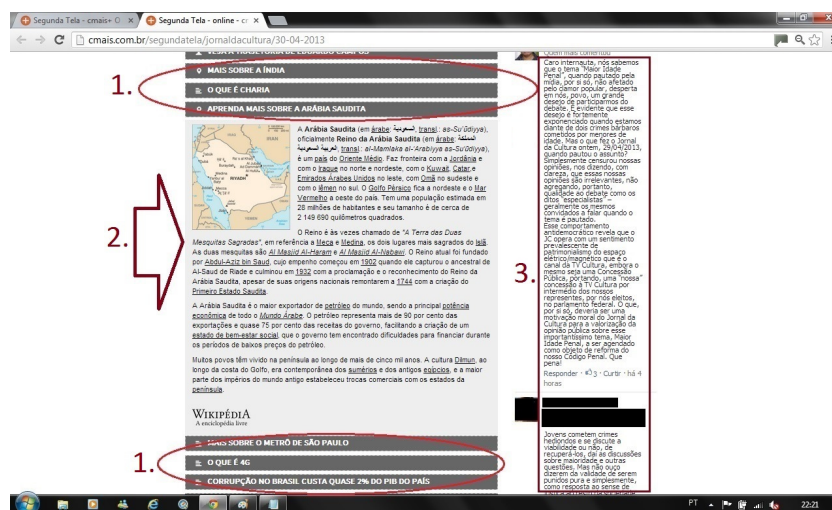 Segunda Tela - cmais+ O
Segunda Tela - online - cr
cmais.com.br/segundatela/jornaldacultura/30-04-2013
VEJA A TRAJETÓRIA DE EDUARDO CAMPOS
1.
MAIS SOBRE A ÍNDIA
O QUE É CHARIA
APRENDA MAIS SOBRE A ARÁBIA SAUDITA
2.
RIYADH
A Arábia Saudita (em árabe: السعودية, transl.: as-Su'ūdiyya),
oficialmente Reino da Arábia Saudita (em árabe: المملكة
العربية السعودية, transl.: al-Mamlaka al-'Arabiyya as-Su'ūdiyya),
é um país do Oriente Médio. Faz fronteira com a Jordânia e
com o Iraque no norte e nordeste, com o Kuwait, Catar e
Emirados Árabes Unidos no leste, com Omã no sudeste e
com o Iêmen no sul. O Golfo Pérsico fica a nordeste e o Mar
Vermelho a oeste do país. Tem uma população estimada em
28 milhões de habitantes e seu tamanho é de cerca de
2 149 690 quilômetros quadrados.
O Reino é às vezes chamado de "A Terra das Duas
Mesquitas Sagradas", em referência a Meca e Medina, os dois lugares mais sagrados do Islã.
As duas mesquitas são Al Masjid Al-Haram e Al Masjid Al-Nabawi. O Reino atual foi fundado
por Abdul-Aziz bin Saud, cujo empenho começou em 1902 quando ele capturou o ancestral de
Al-Saud de Riade e culminou em 1932 com a proclamação e o reconhecimento do Reino da
Arábia Saudita, apesar de suas origens nacionais remontarem a 1744 com a criação do
Primeiro Estado Saudita.
A Arábia Saudita é o maior exportador de petróleo do mundo, sendo a principal potência
econômica de todo o Mundo Árabe. O petróleo representa mais de 90 por cento das
exportações e quase 75 por cento das receitas do governo, facilitando a criação de um
estado de bem-estar social, que o governo tem encontrado dificuldades para financiar durante
os períodos de baixos preços do petróleo.
Muitos povos têm vivido na península ao longo de mais de cinco mil anos. A cultura Dilmun, ao
longo da costa do Golfo, era contemporânea dos sumérios e dos antigos egípcios, e a maior
parte dos impérios do mundo antigo estabeleceu trocas comerciais com os estados da
península.
WIKIPÉDIA
A enciclopédia livre
1.
MAIS SOBRE O METRÔ DE SÃO PAULO
O QUE É 4G
CORRUPÇÃO NO BRASIL CUSTA QUASE 2% DO PIB DO PAÍS
3.
Quem mais comentou
Caro internauta, nós sabemos
que o tema "Maior Idade
Penal", quando pautado pela
mídia, por si só, não afetado
pelo clamor popular, desperta
em nós, povo, um grande
desejo de participarmos do
debate. É evidente que esse
desejo é fortemente
exponenciado quando estamos
diante de dois crimes bárbaros
cometidos por menores de
idade. Mas o que fez o Jornal
da Cultura ontem, 29/04/2013,
quando pautou o assunto?
Simplesmente censurou nossas
opiniões, nos dizendo, com
clareza, que essas nossas
opiniões são irrelevantes, não
agregando, portanto,
qualidade ao debate como os
ditos "especialistas" –
geralmente os mesmos
convidados a falar quando o
tema é pautado.
Esse comportamento
antidemocrático revela que o
JC opera com um sentimento
prevalescente de
patrimonialismo do espaço
elétrico/magnético que é o
canal da TV Cultura, embora o
mesmo seja uma Concessão
Pública, portando, uma "nossa"
concessão à TV Cultura por
intermédio dos nossos
representes, por nós eleitos,
no parlamento federal. O que,
por si só, deveria ser uma
motivação moral do Jornal da
Cultura para a valorização da
opinião pública sobre esse
importantíssimo tema, Maior
Idade Penal, a ser agendado
como objeto de reforma do
nosso Código Penal. Que
pena!
Responder · 3 · Curtir · há 4
horas
Jovens cometem crimes
hediondos e se discute a
viabilidade ou não, de
recuperá-los, daí as discussões
sobre maioridade e outras
questões. Mas não ouço
dizerem da validade de serem
punidos pura e simplesmente,
como resposta ao senso de
PT
22:21